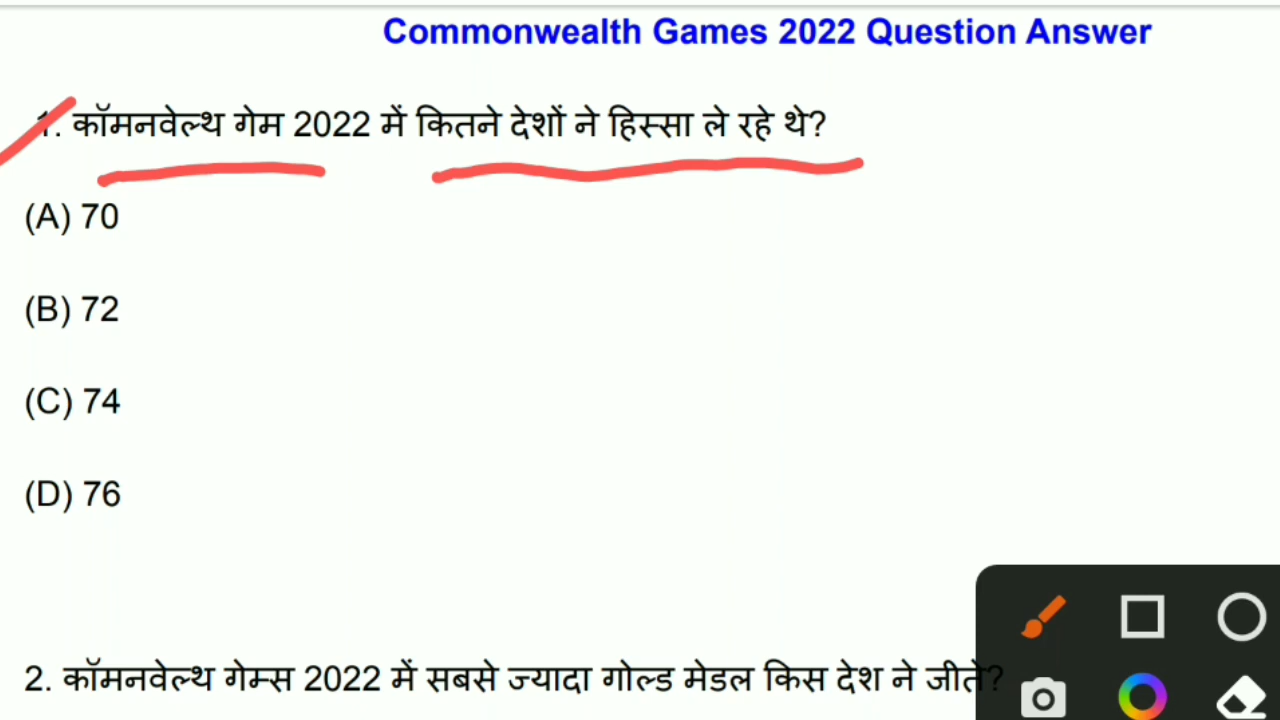 Commonwealth Games 2022 Question Answer
1. कॉमनवेल्थ गेम 2022 में कितने देशों ने हिस्सा ले रहे थे?
(A) 70
(B) 72
(C) 74
(D) 76
2. कॉमनवेल्थ गेम्स 2022 में सबसे ज्यादा गोल्ड मेडल किस देश ने जीते?